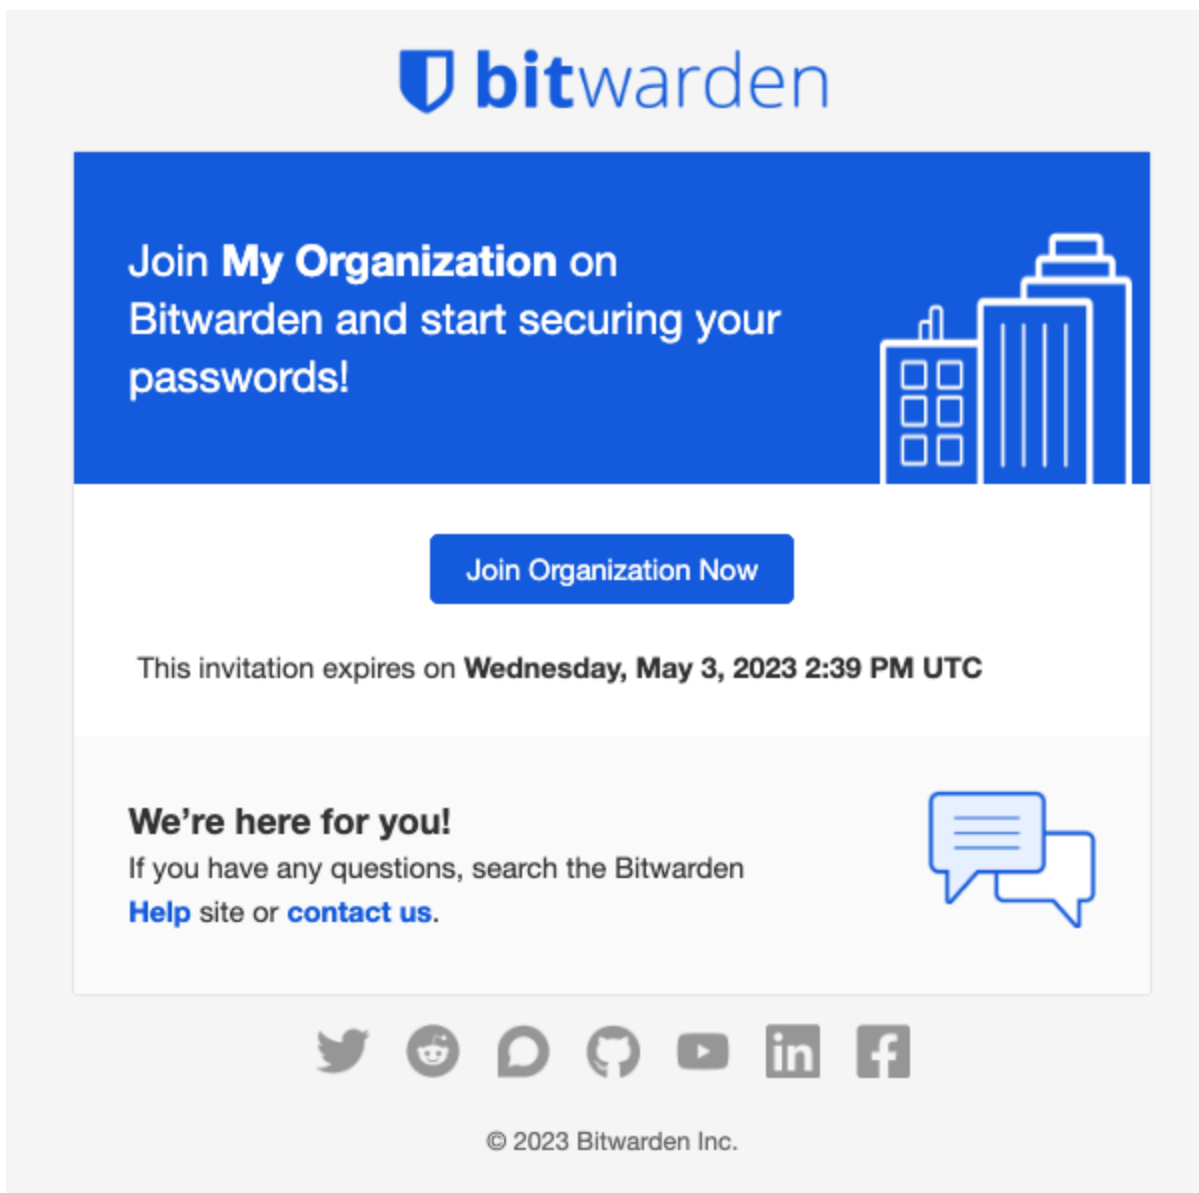 bitwarden
Join My Organization on
Bitwarden and start securing your
passwords!
Join Organization Now
This invitation expires on Wednesday, May 3, 2023 2:39 PM UTC
We’re here for you!
If you have any questions, search the Bitwarden
Help site or contact us.
in
© 2023 Bitwarden Inc.